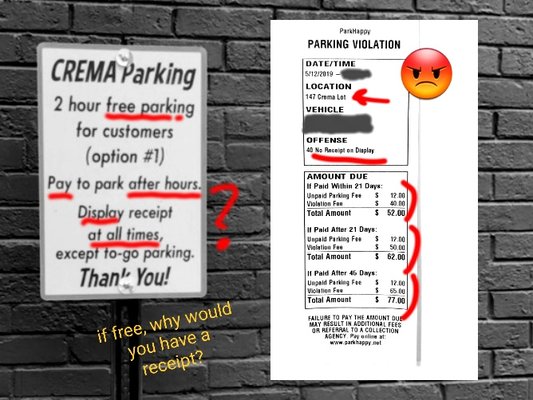 CREMA Parking
2 hour free parking
for customers
(option #1)
Pay to park after hours.
Display receipt
at all times,
except to-go parking.
Thank You!
if free, why would
you have a
receipt?
ParkHappy
PARKING VIOLATION
DATE/TIME
5/12/2019 -
LOCATION
147 Crema Lot
VEHICLE
OFFENSE
40 No Receipt on Display
AMOUNT DUE
If Paid Within 21 Days:
Unpaid Parking Fee $ 12.00
Violation Fee $ 40.00
Total Amount $ 52.00
If Paid After 21 Days:
Unpaid Parking Fee $ 12.00
Violation Fee $ 50.00
Total Amount $ 62.00
If Paid After 45 Days:
Unpaid Parking Fee $ 12.00
Violation Fee $ 65.00
Total Amount $ 77.00
FAILURE TO PAY THE AMOUNT DUE
MAY RESULT IN ADDITIONAL FEES
OR REFERRAL TO A COLLECTION
AGENCY. Pay online at:
www.parkhappy.net
?